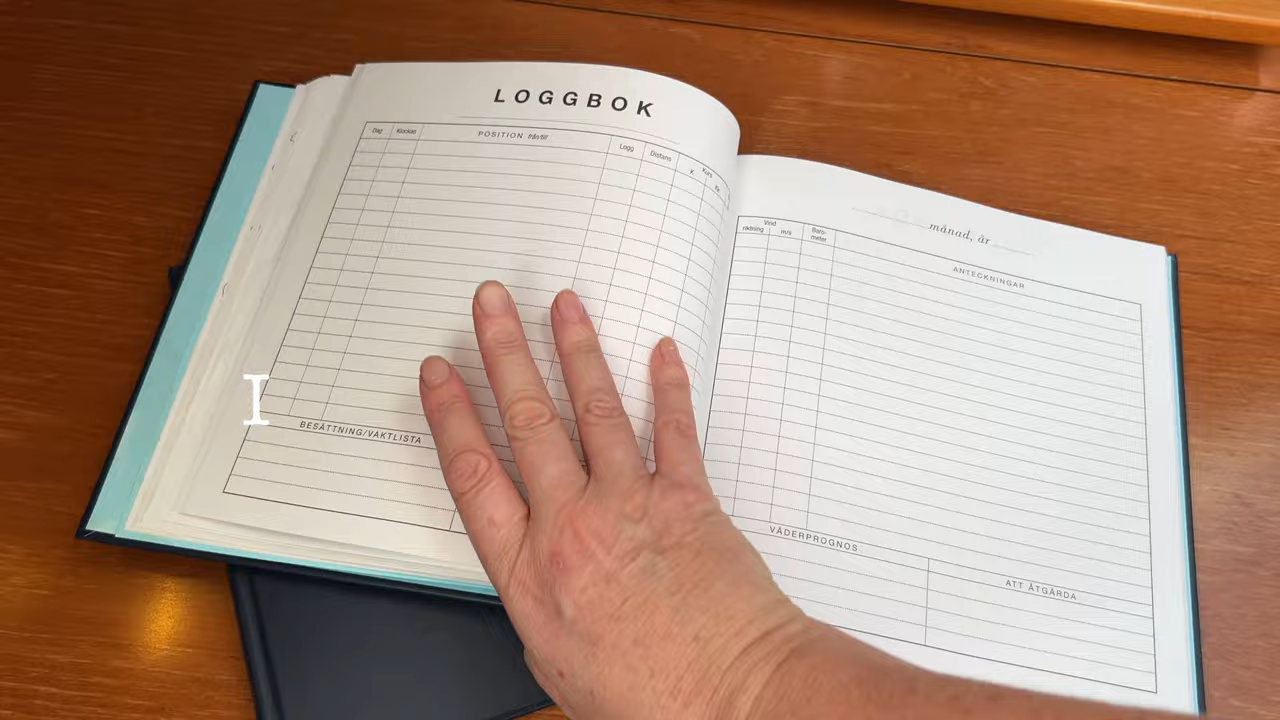 LOGGBOK
Dag Klockan POSITION från/till Logg Distans Kurs
K
månad, år
Vind Baro-
riktning m/s meter
ANTECKNINGAR
BESÄTTNING/VAKTLISTA
VÄDERPROGNOS
ATT ÅTGÄRDA
I